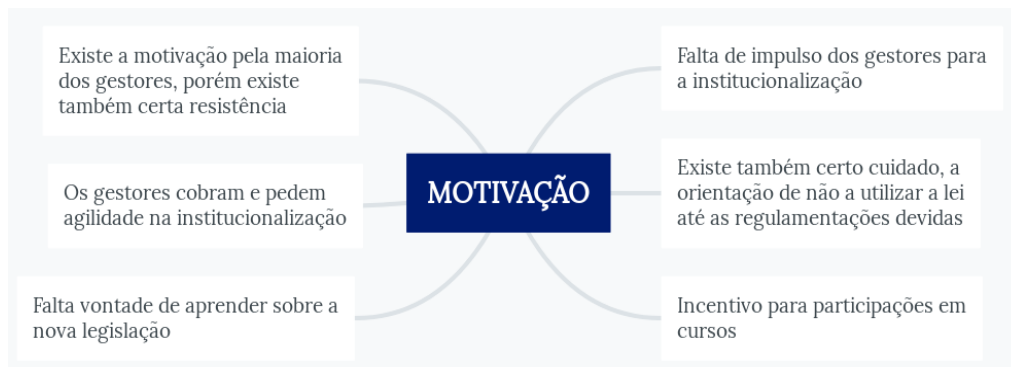 Existe a motivação pela maioria
dos gestores, porém existe
também certa resistência
Os gestores cobram e pedem
agilidade na institucionalização
Falta vontade de aprender sobre a
nova legislação
MOTIVAÇÃO
Falta de impulso dos gestores para
a institucionalização
Existe também certo cuidado, a
orientação de não a utilizar a lei
até as regulamentações devidas
Incentivo para participações em
cursos